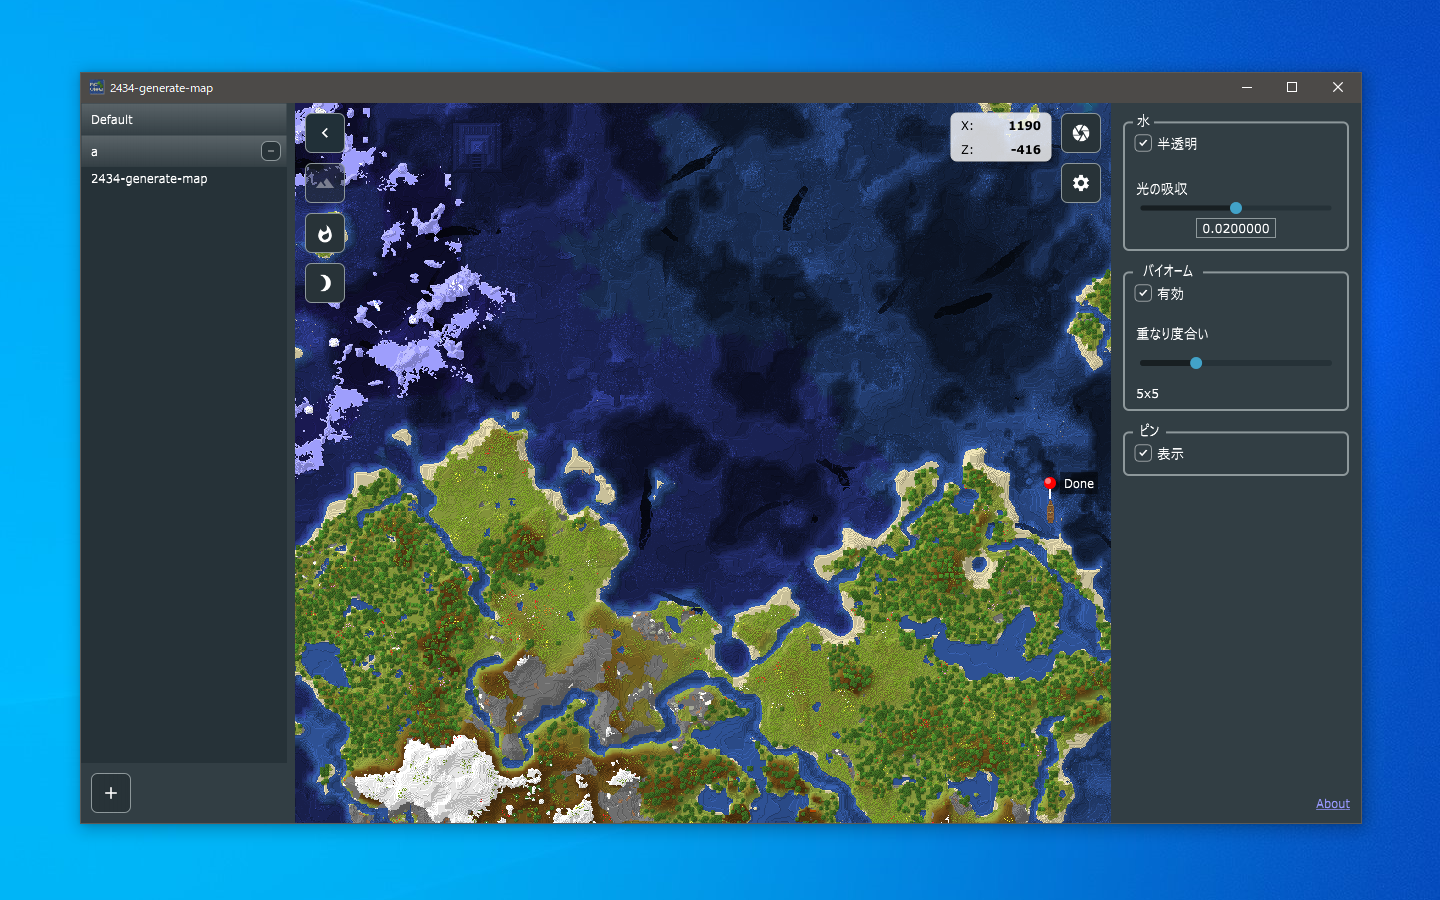 2434-generate-map
Default
a
2434-generate-map
X: 1190
Z: -416
Done
水
半透明
光の吸収
0.0200000
バイオーム
有効
重なり度合い
5x5
ピン
表示
About